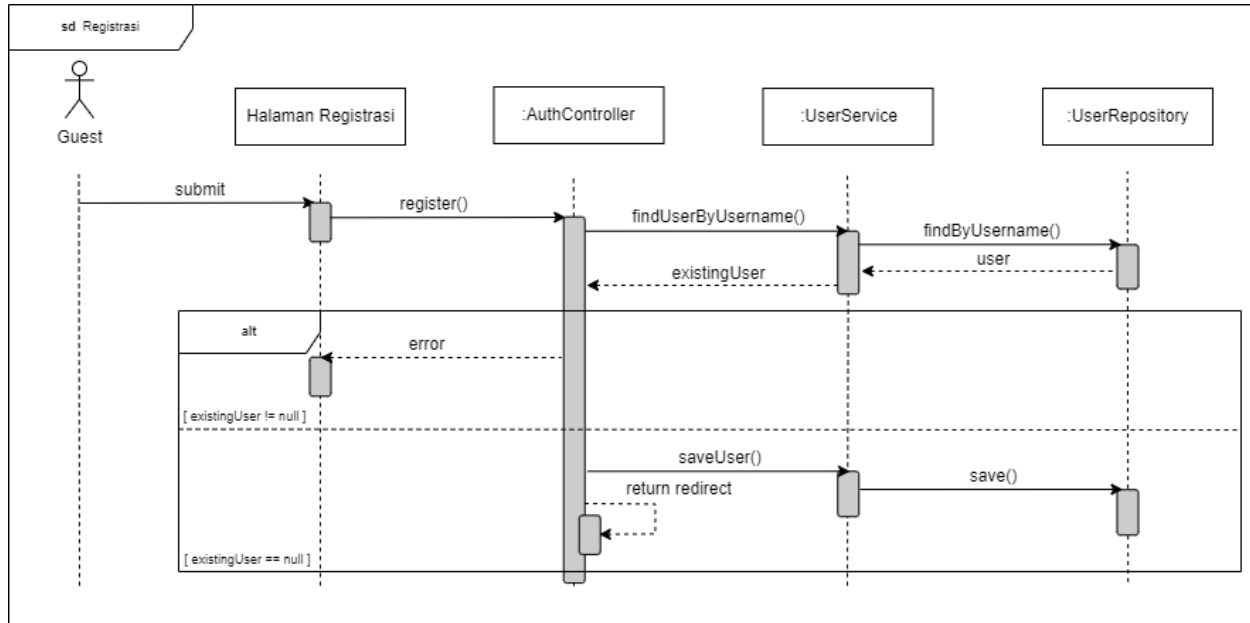 sd Registrasi
Guest
Halaman Registrasi
:AuthController
:UserService
:UserRepository
submit
register()
findUserByUsername()
findByUsername()
user
existingUser
alt
error
[ existingUser != null ]
saveUser()
save()
return redirect
[ existingUser == null ]